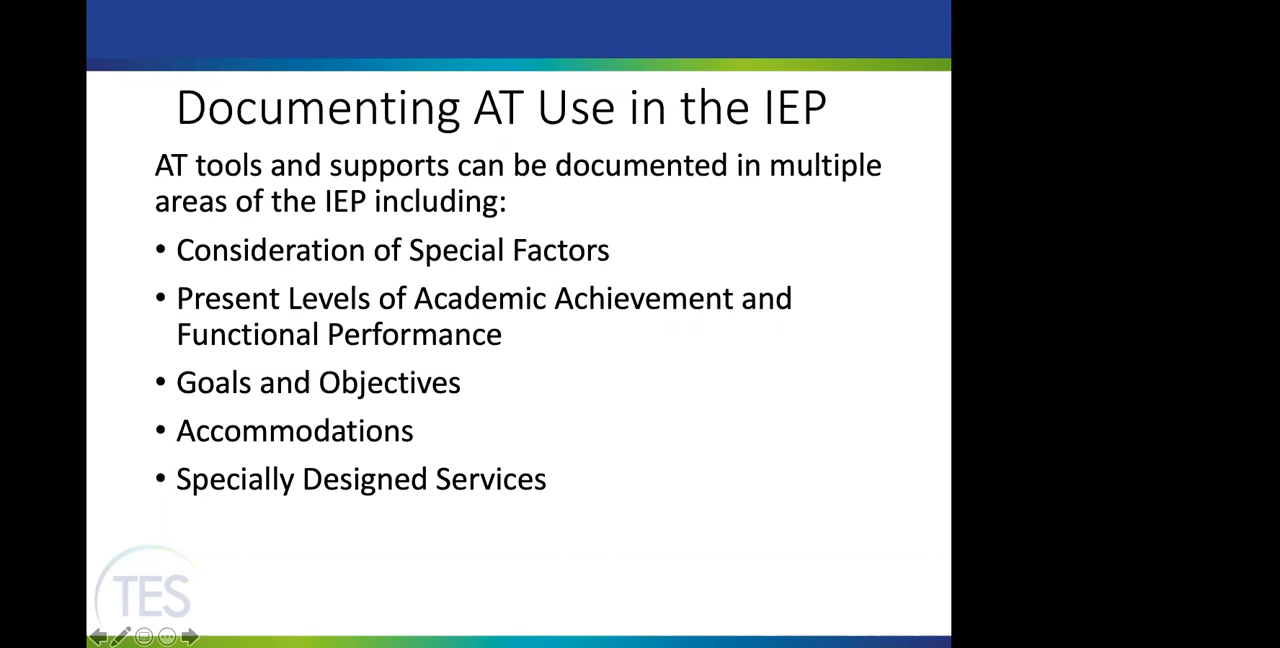 Documenting AT Use in the IEP
AT tools and supports can be documented in multiple
areas of the IEP including:
• Consideration of Special Factors
• Present Levels of Academic Achievement and
Functional Performance
• Goals and Objectives
• Accommodations
• Specially Designed Services
TES